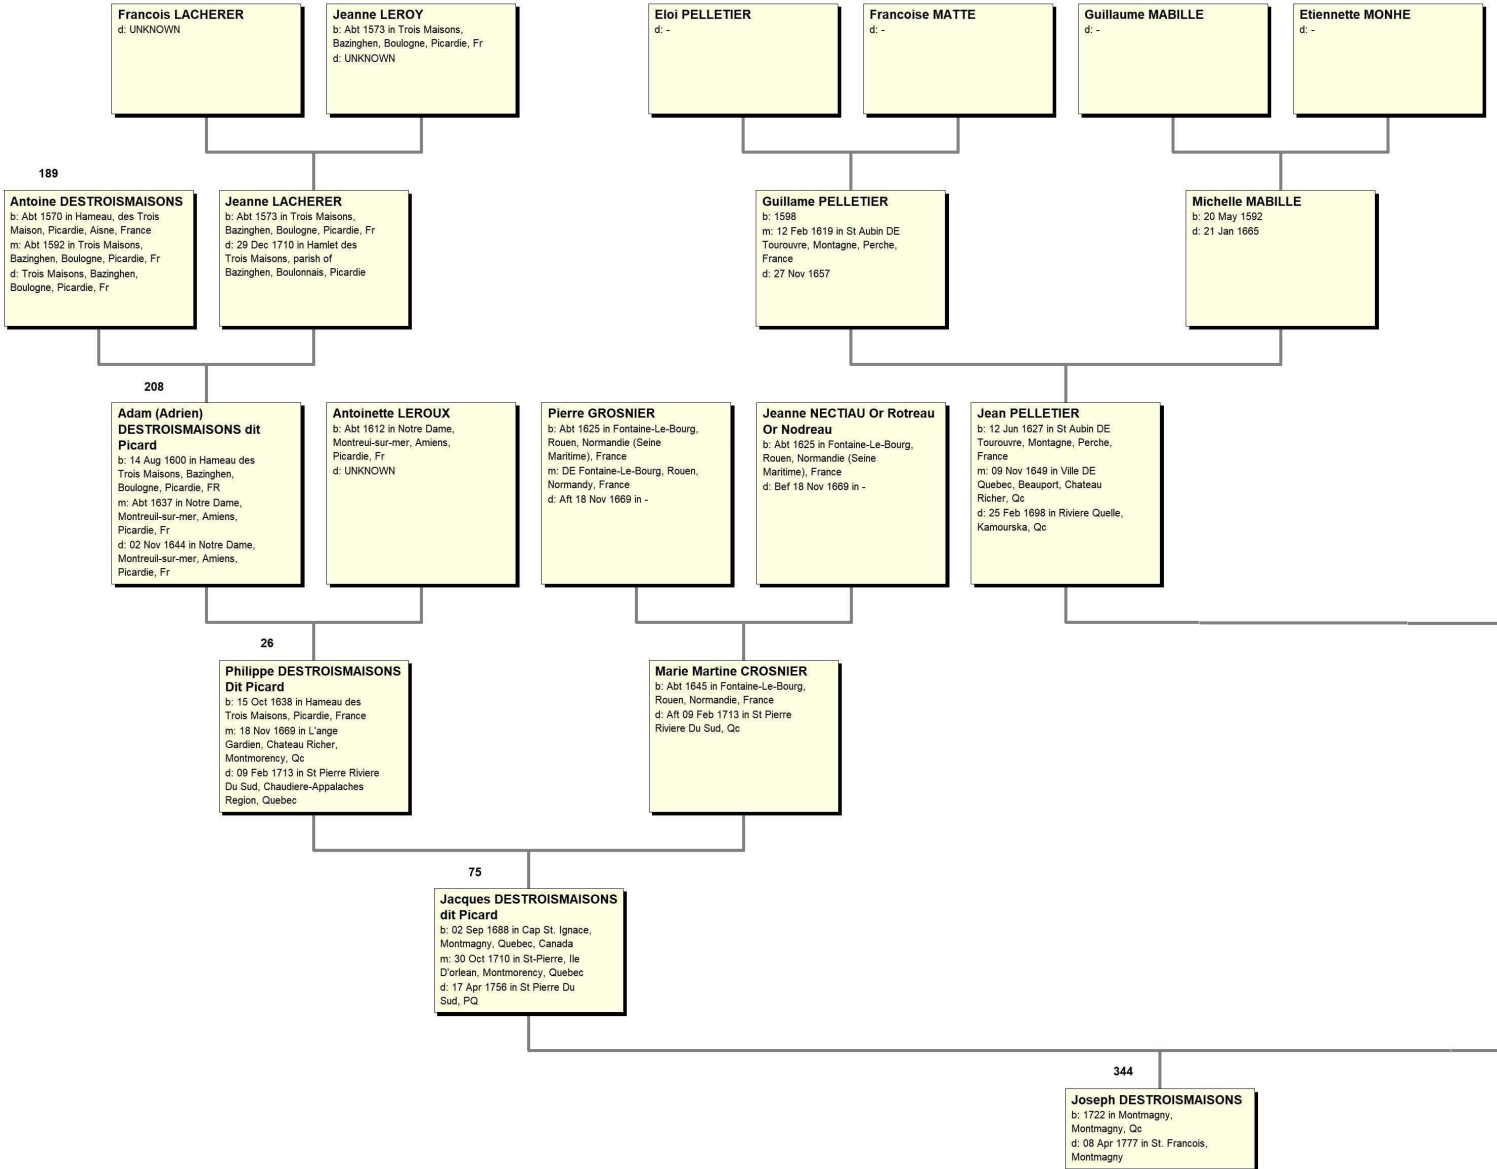 Francois LACHERER
d: UNKNOWN
Jeanne LEROY
b: Abt 1573 in Trois Maisons,
Bazinghen, Boulogne, Picardie, Fr
d: UNKNOWN
Eloi PELLETIER
d: -
Francoise MATTE
d: -
Guillaume MABILLE
d: -
Etiennette MONHE
d: -
189
Antoine DESTROISMAISONS
b: Abt 1570 in Hameau, des Trois
Maison, Picardie, Aisne, France
m: Abt 1592 in Trois Maisons,
Bazinghen, Boulogne, Picardie, Fr
d: Trois Maisons, Bazinghen,
Boulogne, Picardie, Fr
Jeanne LACHERER
b: Abt 1573 in Trois Maisons,
Bazinghen, Boulogne, Picardie, Fr
d: 29 Dec 1710 in Hamlet des
Trois Maisons, parish of
Bazinghen, Boulonnais, Picardie
Guillame PELLETIER
b: 1598
m: 12 Feb 1619 in St Aubin DE
Tourouvre, Montagne, Perche,
France
d: 27 Nov 1657
Michelle MABILLE
b: 20 May 1592
d: 21 Jan 1665
208
Adam (Adrien)
DESTROISMAISONS dit
Picard
b: 14 Aug 1600 in Hameau des
Trois Maisons, Bazinghen,
Boulogne, Picardie, FR
m: Abt 1637 in Notre Dame,
Montreuil-sur-mer, Amiens,
Picardie, Fr
d: 02 Nov 1644 in Notre Dame,
Montreuil-sur-mer, Amiens,
Picardie, Fr
Antoinette LEROUX
b: Abt 1612 in Notre Dame,
Montreui-sur-mer, Amiens,
Picardie, Fr
d: UNKNOWN
Pierre GROSNIER
b: Abt 1625 in Fontaine-Le-Bourg,
Rouen, Normandie (Seine
Maritime), France
m: DE Fontaine-Le-Bourg, Rouen,
Normandy, France
d: Aft 18 Nov 1669 in -
Jeanne NECTIAU Or Rotreau
Or Nodreau
b: Abt 1625 in Fontaine-Le-Bourg,
Rouen, Normandie (Seine
Maritime), France
d: Bef 18 Nov 1669 in -
Jean PELLETIER
b: 12 Jun 1627 in St Aubin DE
Tourouvre, Montagne, Perche,
France
m: 09 Nov 1649 in Ville DE
Quebec, Beauport, Chateau
Richer, Qc
d: 25 Feb 1698 in Riviere Quelle,
Kamourska, Qc
26
Philippe DESTROISMAISONS
Dit Picard
b: 15 Oct 1638 in Hameau des
Trois Maisons, Picardie, France
m: 18 Nov 1669 in L'ange
Gardien, Chateau Richer,
Montmorency, Qc
d: 09 Feb 1713 in St Pierre Riviere
Du Sud, Chaudiere-Appalaches
Region, Quebec
Marie Martine CROSNIER
b: Abt 1645 in Fontaine-Le-Bourg,
Rouen, Normandie, France
d: Aft 09 Feb 1713 in St Pierre
Riviere Du Sud, Qc
75
Jacques DESTROISMAISONS
dit Picard
b: 02 Sep 1688 in Cap St. Ignace,
Montmagny, Quebec, Canada
m: 30 Oct 1710 in St-Pierre, Ile
D'orlean, Montmorency, Quebec
d: 17 Apr 1756 in St Pierre Du
Sud, PQ
344
Joseph DESTROISMAISONS
b: 1722 in Montmagny,
Montmagny, Qc
d: 08 Apr 1777 in St. Francois,
Montmagny